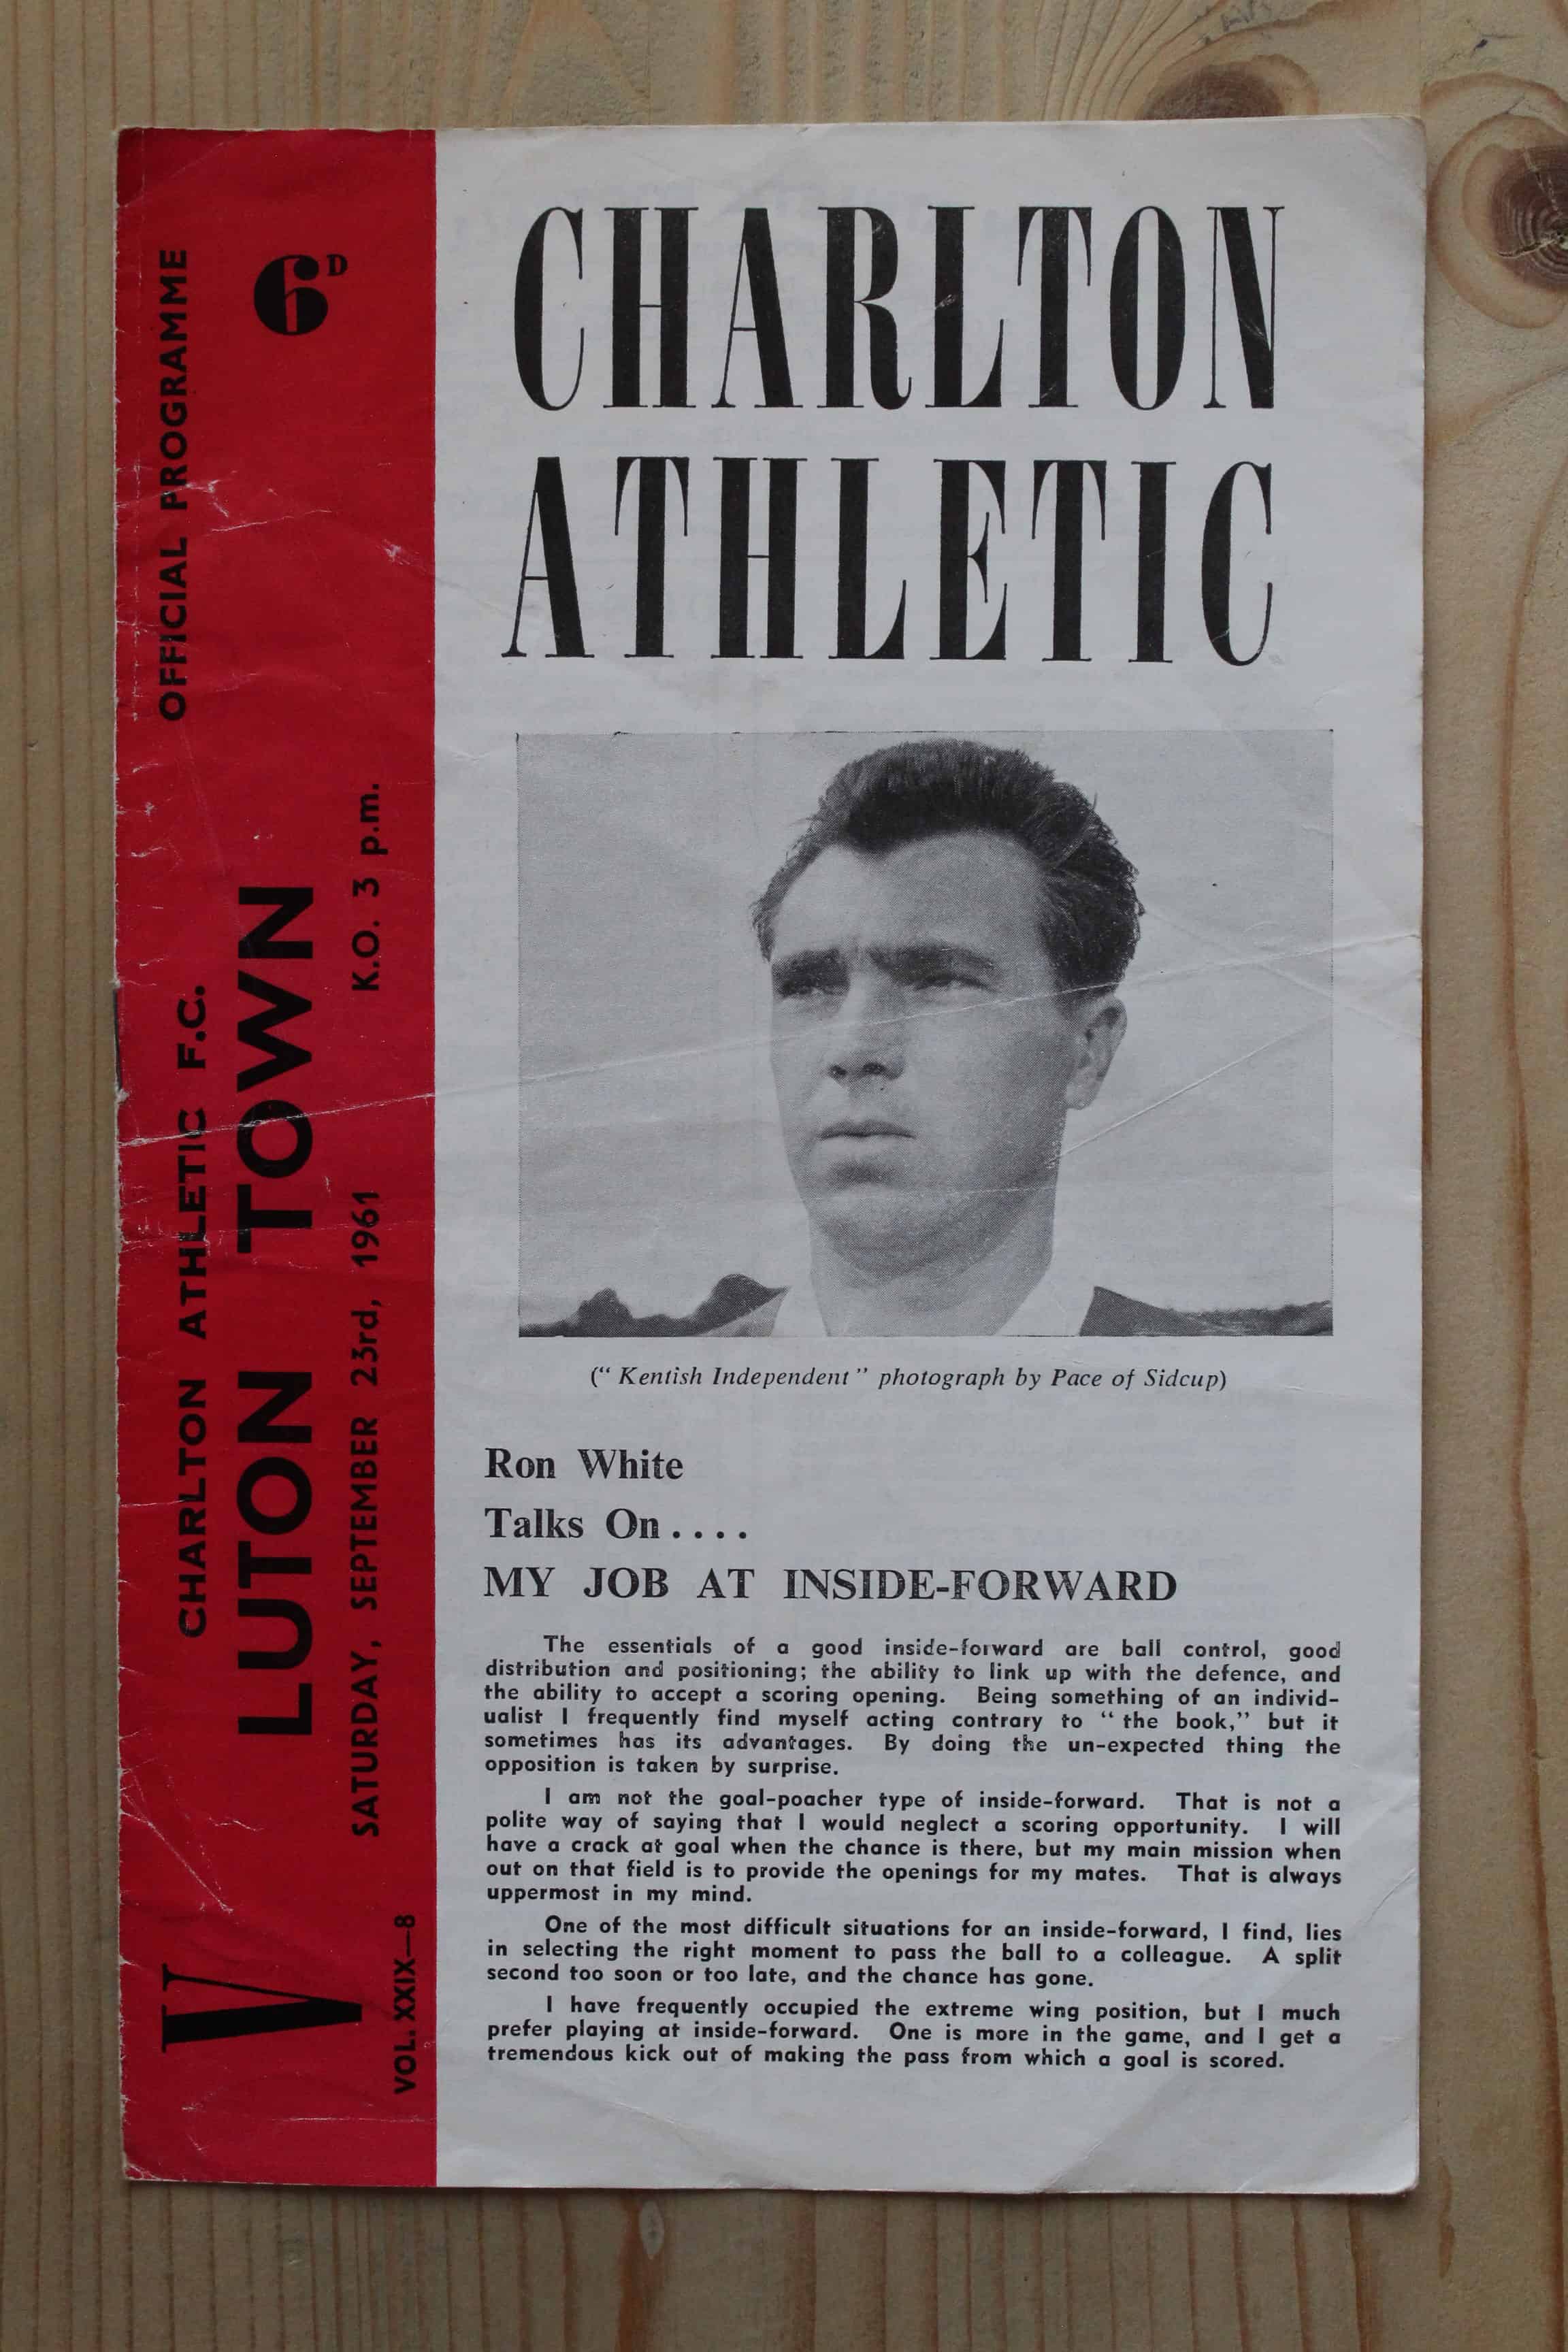 OFFICIAL PROGRAMME
6D
CHARLTON ATHLETIC F.C.
V LUTON TOWN
SATURDAY, SEPTEMBER 23rd, 1961 K.O. 3 p.m.
VOL. XXIX—8
CHARLTON
ATHLETIC
(“ Kentish Independent ” photograph by Pace of Sidcup)
Ron White
Talks On....
MY JOB AT INSIDE-FORWARD
The essentials of a good inside-forward are ball control, good
distribution and positioning; the ability to link up with the defence, and
the ability to accept a scoring opening. Being something of an individ-
ualist I frequently find myself acting contrary to “ the book,” but it
sometimes has its advantages. By doing the un-expected thing the
opposition is taken by surprise.
I am not the goal-poacher type of inside-forward. That is not a
polite way of saying that I would neglect a scoring opportunity. I will
have a crack at goal when the chance is there, but my main mission when
out on that field is to provide the openings for my mates. That is always
uppermost in my mind.
One of the most difficult situations for an inside-forward, I find, lies
in selecting the right moment to pass the ball to a colleague. A split
second too soon or too late, and the chance has gone.
I have frequently occupied the extreme wing position, but I much
prefer playing at inside-forward. One is more in the game, and I get a
tremendous kick out of making the pass from which a goal is scored.